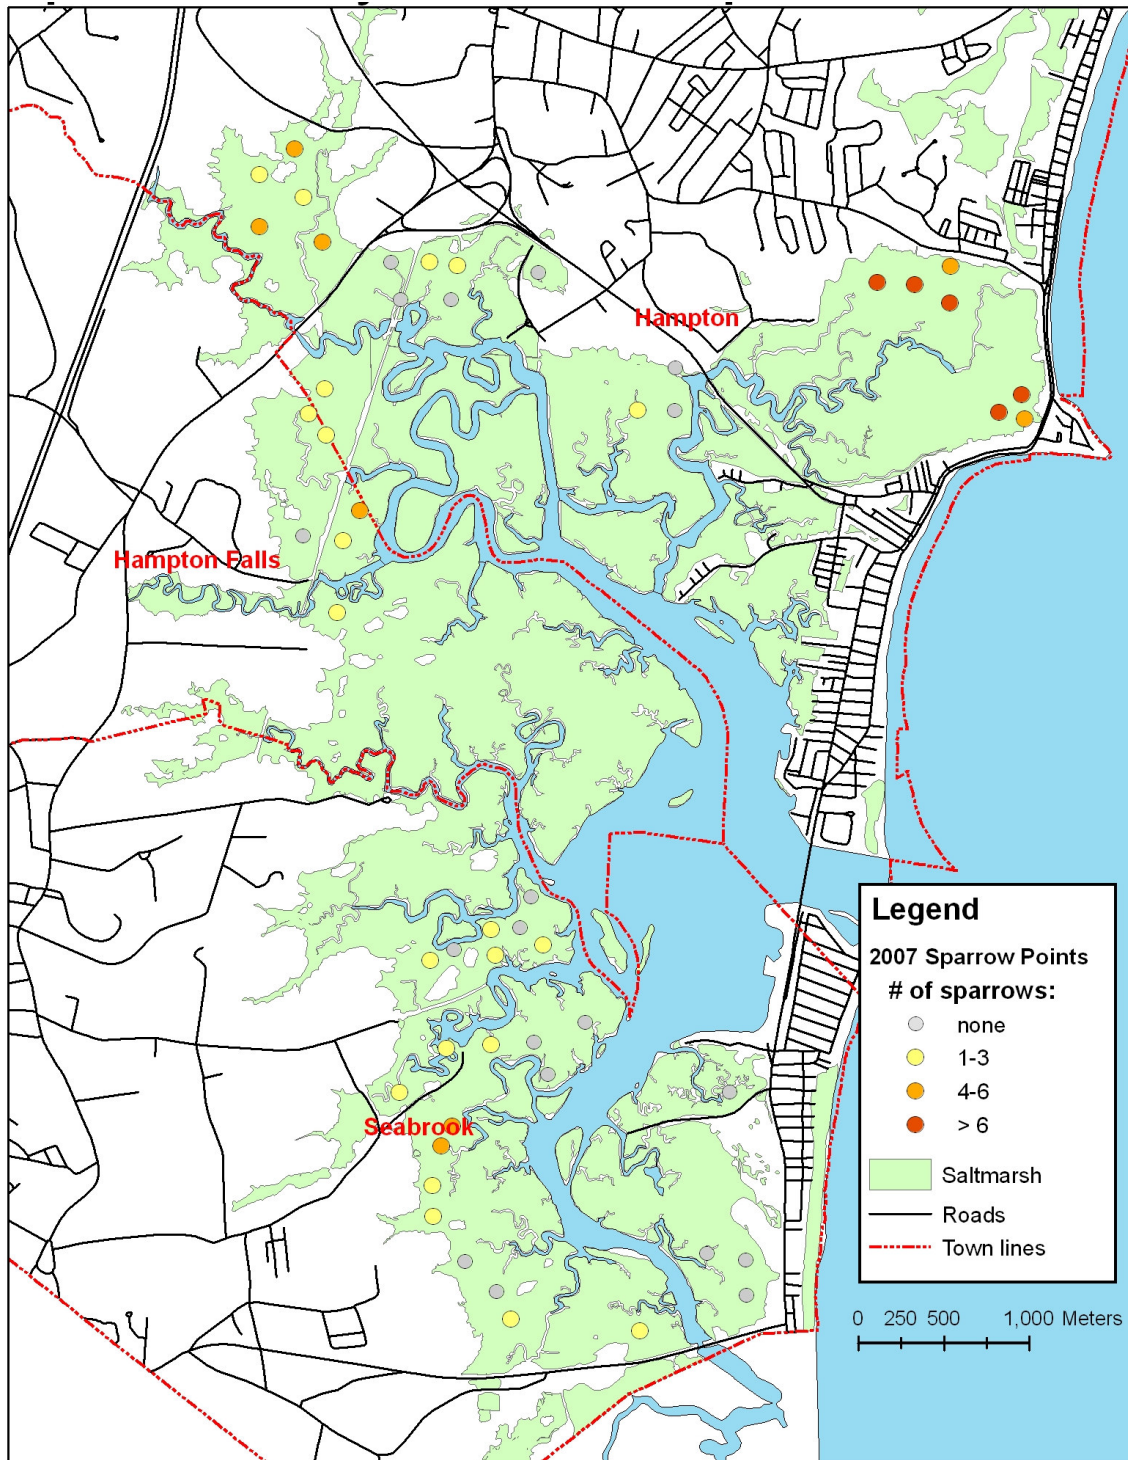 Hampton
Hampton Falls
Seabrook
Legend
2007 Sparrow Points
# of sparrows:
none
1-3
4-6
> 6
Saltmarsh
Roads
Town lines
0 250 500 1,000 Meters